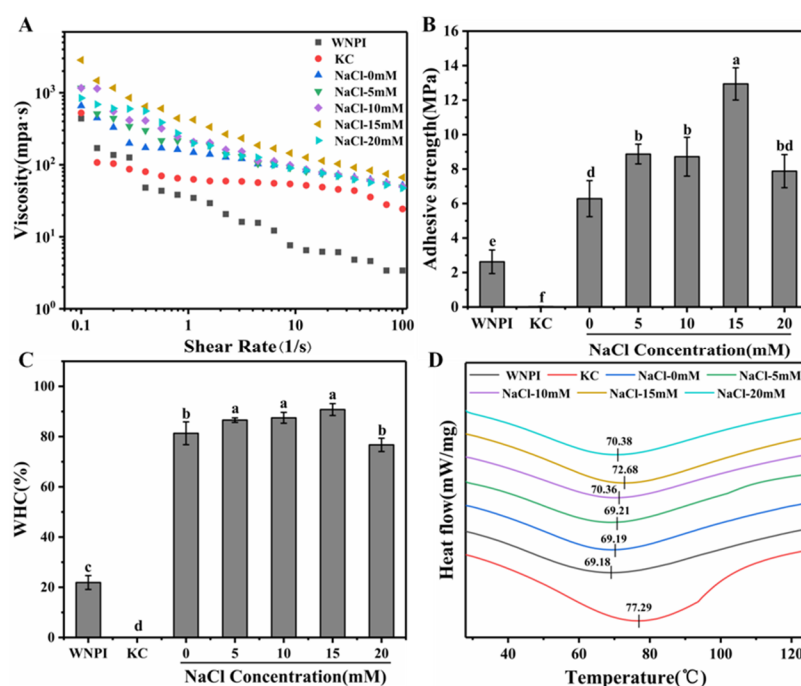 A
Viscosity(mpa·s)
10³
10²
10¹
10⁰
0.1
1
10
100
Shear Rate(1/s)
WNPI
KC
NaCl-0mM
NaCl-5mM
NaCl-10mM
NaCl-15mM
NaCl-20mM
B
Adhesive strength(MPa)
16
14
12
10
8
6
4
2
0
e
f
d
b
b
a
bd
WNPI KC 0 5 10 15 20
NaCl Concentration(mM)
C
WHC(%)
100
80
60
40
20
0
c
d
b
a
a
a
b
WNPI KC 0 5 10 15 20
NaCl Concentration(mM)
D
WNPI KC NaCl-0mM NaCl-5mM
NaCl-10mM NaCl-15mM NaCl-20mM
Heat flow(mW/mg)
70.38
72.68
70.36
69.21
69.19
69.18
77.29
40 60 80 100 120
Temperature(℃)